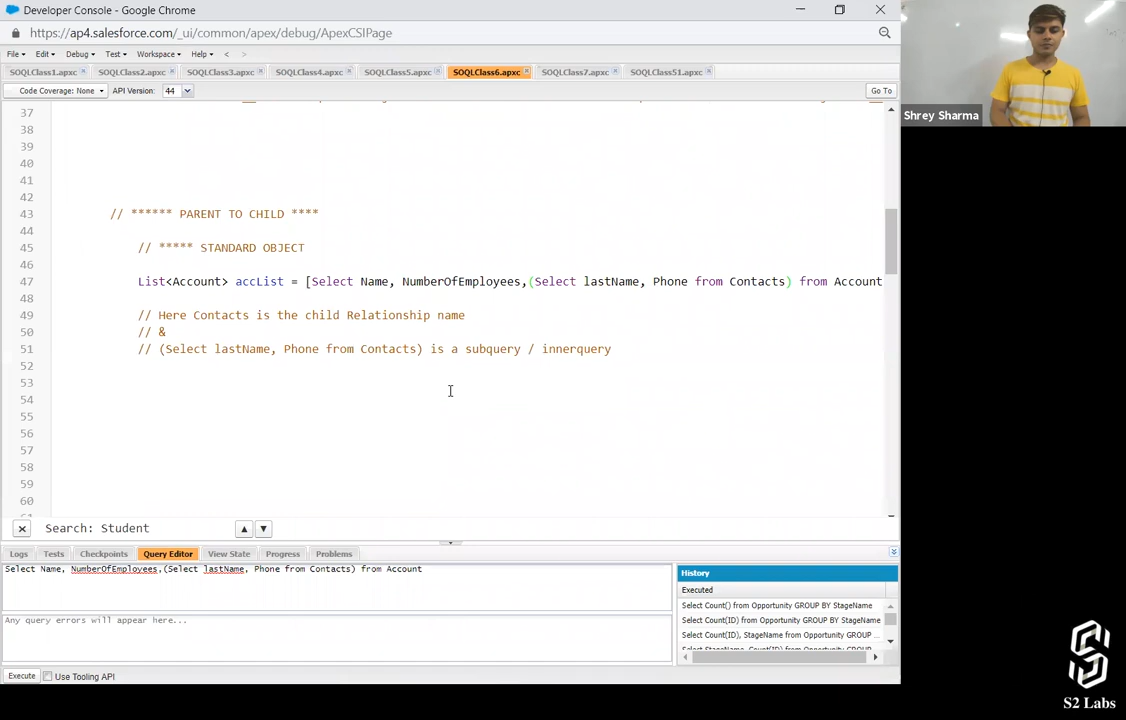 Developer Console - Google Chrome
https://ap4.salesforce.com/_ui/common/apex/debug/ApexCSIPage
File Edit Debug Test Workspace Help < >
SOQLClass1.apxc SOQLClass2.apxc SOQLClass3.apxc SOQLClass4.apxc SOQLClass5.apxc SOQLClass6.apxc SOQLClass7.apxc SOQLClass51.apxc
Code Coverage: None API Version: 44 Go To
37
38
39
40
41
42
43 // ****** PARENT TO CHILD ****
44
45 // ***** STANDARD OBJECT
46
47 List<Account> accList = [Select Name, NumberOfEmployees,(Select lastName, Phone from Contacts) from Account
48
49 // Here Contacts is the child Relationship name
50 // &
51 // (Select lastName, Phone from Contacts) is a subquery / innerquery
52
53
54
55
56
57
58
59
60
Search: Student
Logs Tests Checkpoints Query Editor View State Progress Problems
Select Name, NumberOfEmployees,(Select lastName, Phone from Contacts) from Account
Any query errors will appear here...
History
Executed
Select Count() from Opportunity GROUP BY StageName
Select Count(ID) from Opportunity GROUP BY StageName
Select Count(ID), StageName from Opportunity GROUP ...
Select StageName, Count(ID) from Opportunity GROUP...
Execute Use Tooling API
Shrey Sharma
S2 Labs